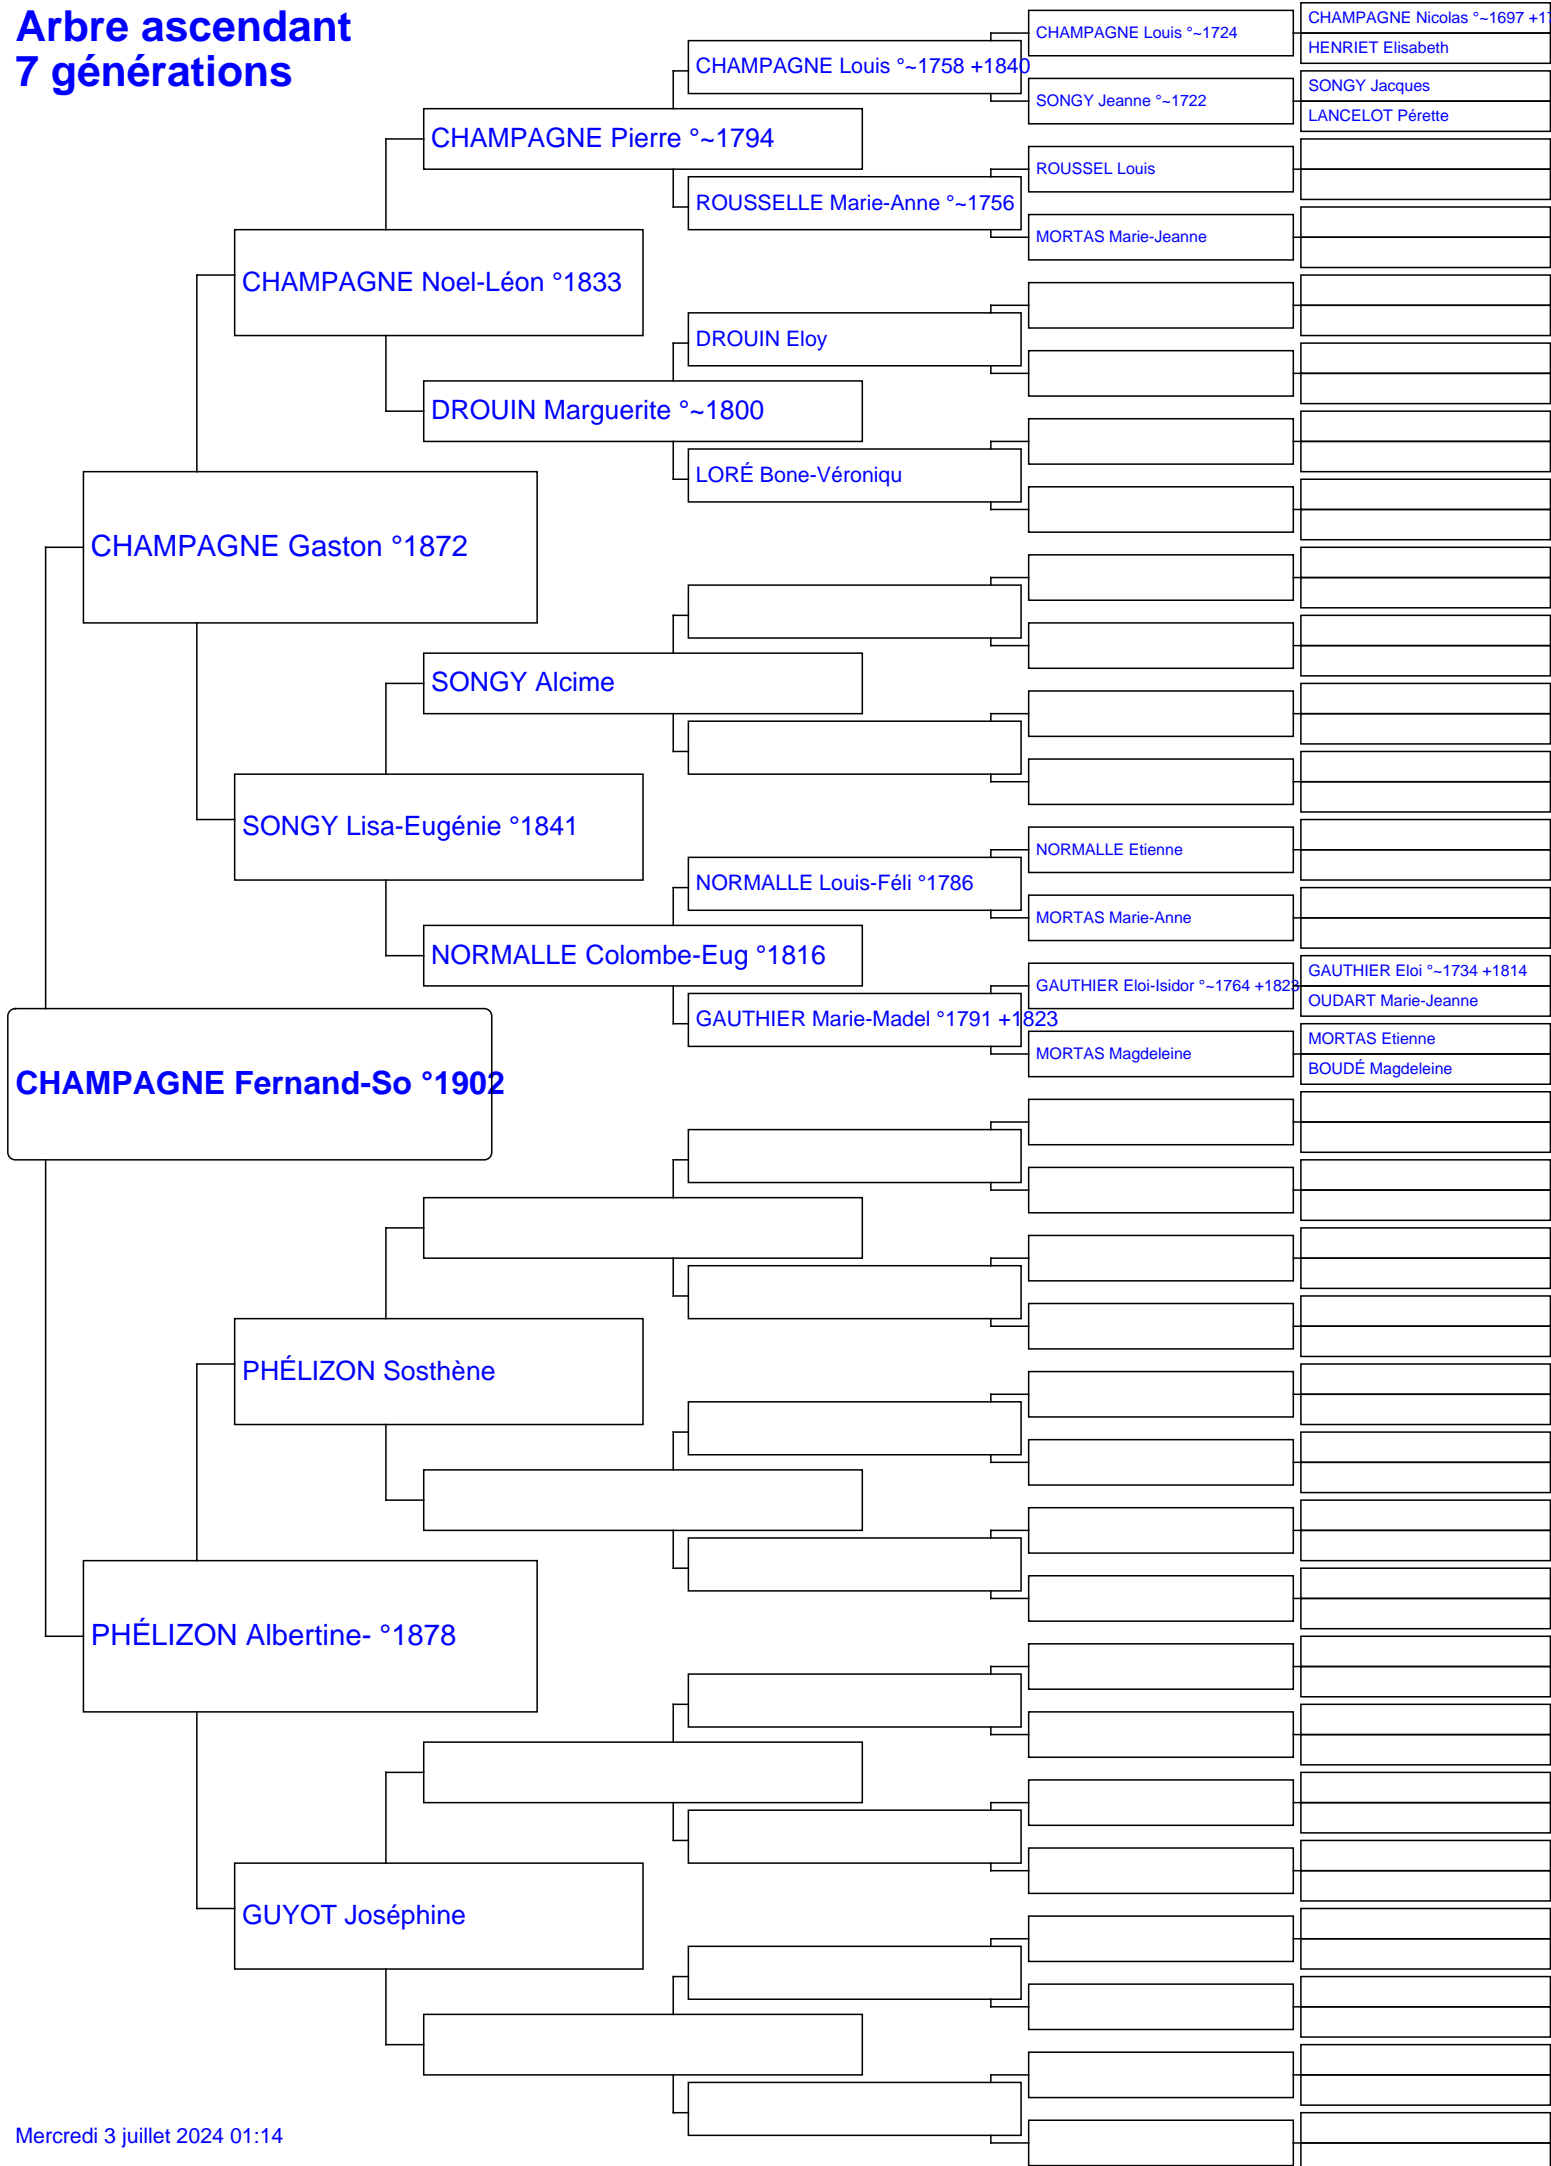 Arbre ascendant
7 générations
CHAMPAGNE Nicolas °~1697 +17
CHAMPAGNE Louis °~1724
HENRIET Elisabeth
CHAMPAGNE Louis °~1758 +1840
SONGY Jacques
SONGY Jeanne °~1722
LANCELOT Pérette
CHAMPAGNE Pierre °~1794
ROUSSEL Louis
ROUSSELLE Marie-Anne °~1756
MORTAS Marie-Jeanne
CHAMPAGNE Noel-Léon °1833
DROUIN Eloy
DROUIN Marguerite °~1800
LORÉ Bone-Véroniqu
CHAMPAGNE Gaston °1872
SONGY Alcime
SONGY Lisa-Eugénie °1841
NORMALLE Etienne
NORMALLE Louis-Féli °1786
MORTAS Marie-Anne
NORMALLE Colombe-Eug °1816
GAUTHIER Eloi °~1734 +1814
GAUTHIER Eloi-Isidor °~1764 +1823
OUDART Marie-Jeanne
GAUTHIER Marie-Madel °1791 +1823
MORTAS Etienne
MORTAS Magdeleine
BOUDÉ Magdeleine
CHAMPAGNE Fernand-So °1902
PHÉLIZON Sosthène
PHÉLIZON Albertine- °1878
GUYOT Joséphine
Mercredi 3 juillet 2024 01:14